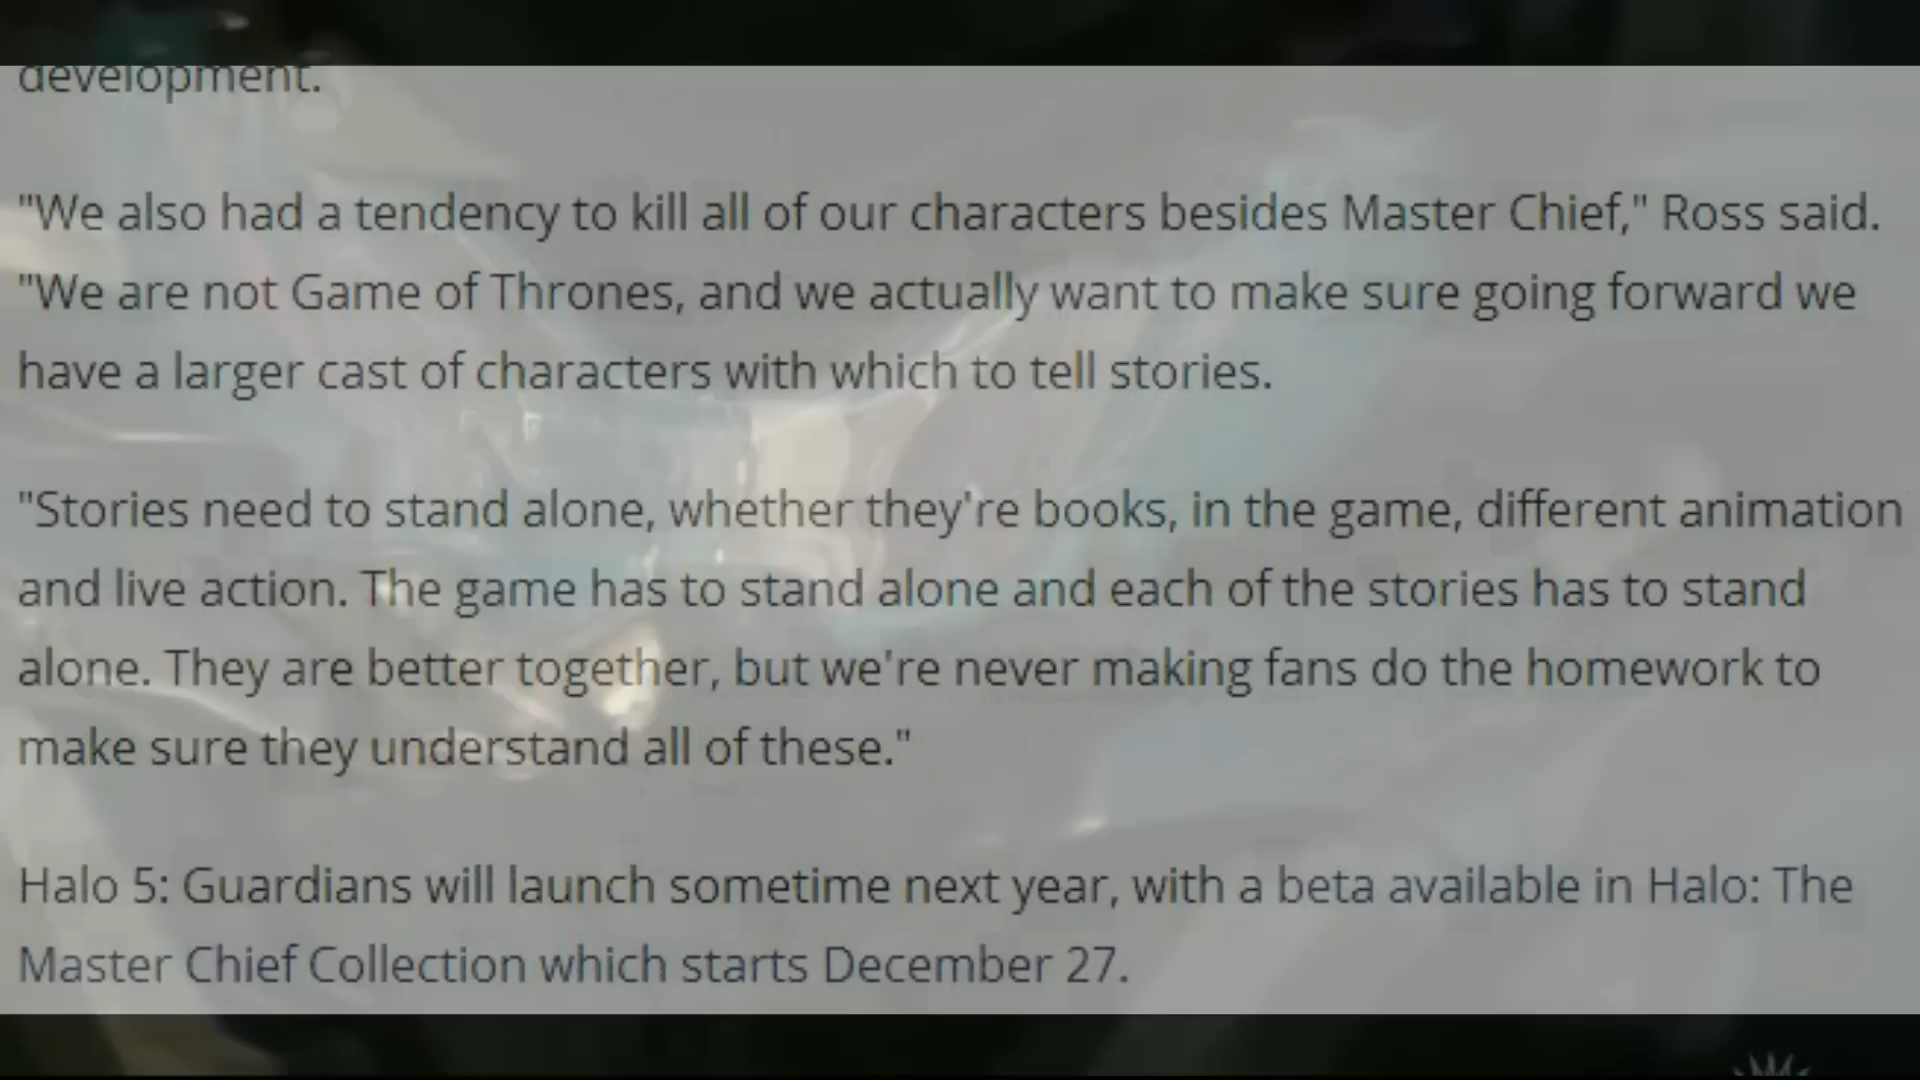 development.
"We also had a tendency to kill all of our characters besides Master Chief," Ross said.
"We are not Game of Thrones, and we actually want to make sure going forward we
have a larger cast of characters with which to tell stories.
"Stories need to stand alone, whether they're books, in the game, different animation
and live action. The game has to stand alone and each of the stories has to stand
alone. They are better together, but we're never making fans do the homework to
make sure they understand all of these."
Halo 5: Guardians will launch sometime next year, with a beta available in Halo: The
Master Chief Collection which starts December 27.